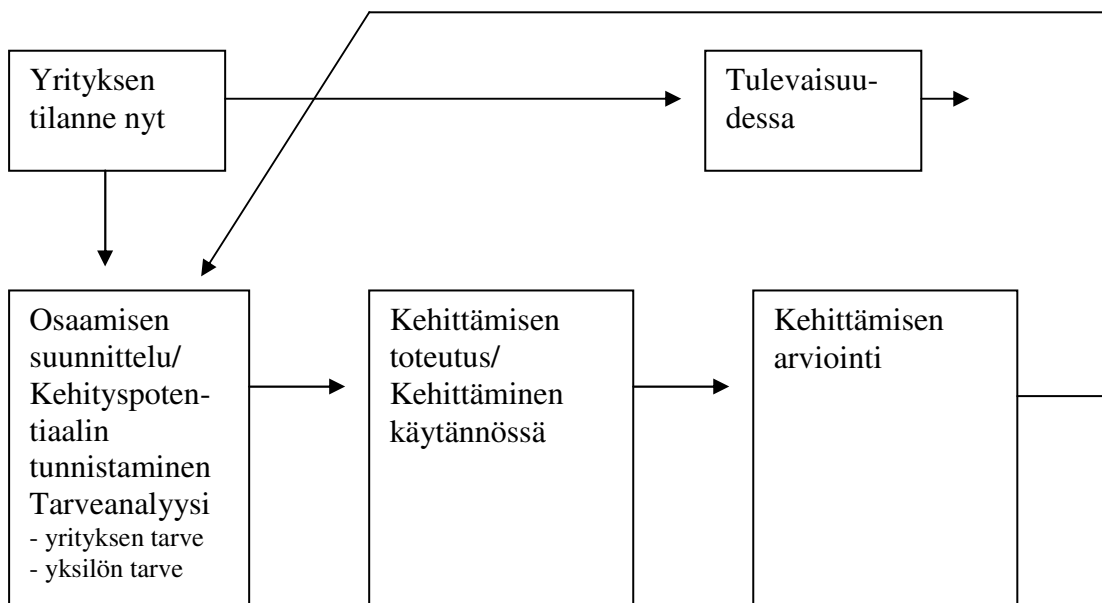 Yrityksen
tilanne nyt
Tulevaisuu-
dessa
Osaamisen
suunnittelu/
Kehityspoten-
tiaalin
tunnistaminen
Tarveanalyysi
- yrityksen tarve
- yksilön tarve
Kehittämisen
toteutus/
Kehittäminen
käytännössä
Kehittämisen
arviointi